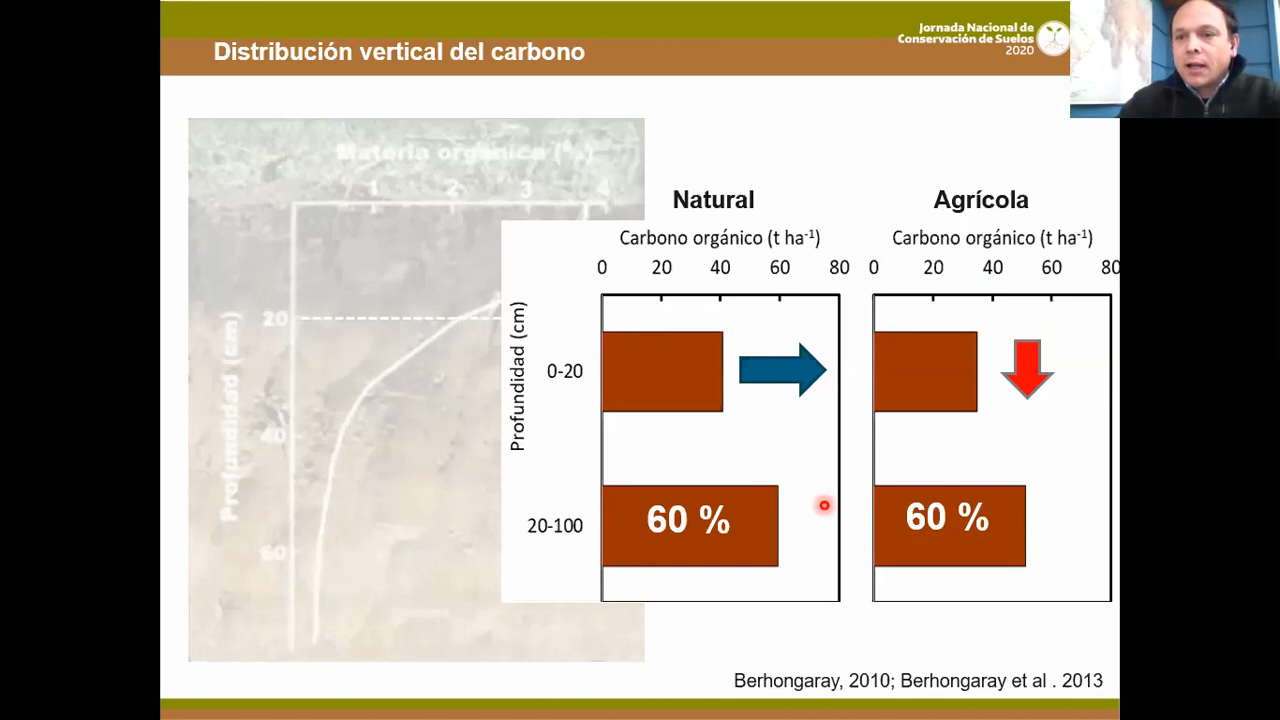 Distribución vertical del carbono
Jornada Nacional de
Conservación de Suelos
2020
Materia orgánica (%)
1 2 3 4
Profundidad (cm)
20
40
60
Natural
Carbono orgánico (t ha-1)
0 20 40 60 80
Profundidad (cm)
0-20
20-100
60 %
Agrícola
Carbono orgánico (t ha-1)
0 20 40 60 80
60 %
Berhongaray, 2010; Berhongaray et al . 2013